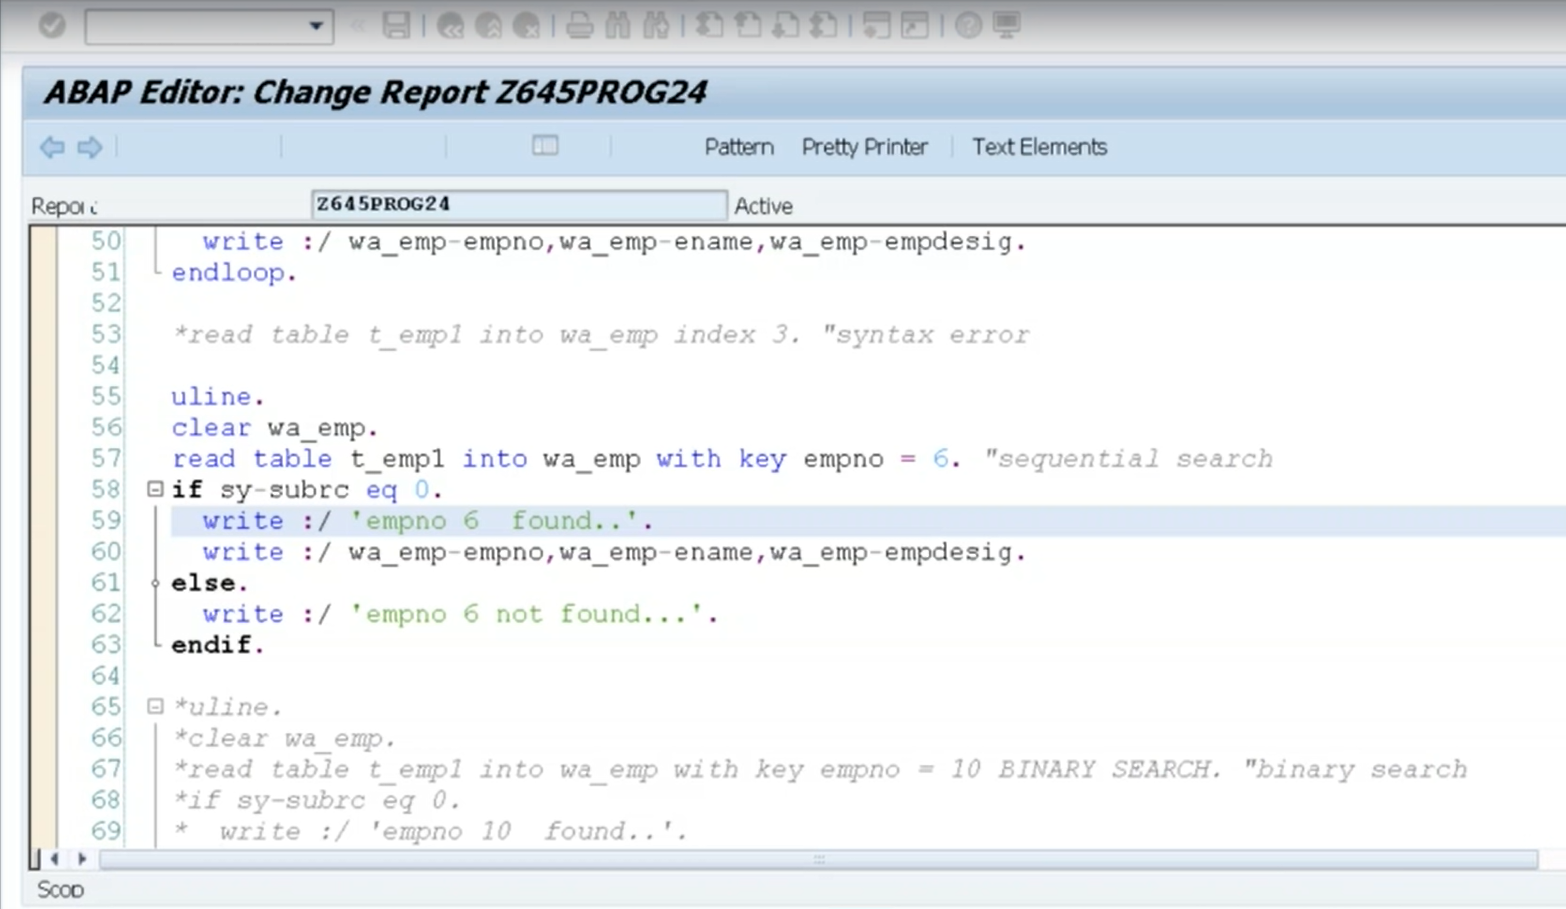 ABAP Editor: Change Report Z645PROG24
Pattern Pretty Printer Text Elements
Z645PROG24 Active
50 write :/ wa_emp-empno,wa_emp-ename,wa_emp-empdesig.
51 endloop.
52
53 *read table t_emp1 into wa_emp index 3. "syntax error
54
55 uline.
56 clear wa_emp.
57 read table t_emp1 into wa_emp with key empno = 6. "sequential search
58 if sy-subrc eq 0.
59 write :/ 'empno 6  found..'.
60 write :/ wa_emp-empno,wa_emp-ename,wa_emp-empdesig.
61 else.
62 write :/ 'empno 6 not found...'.
63 endif.
64
65 *uline.
66 *clear wa_emp.
67 *read table t_emp1 into wa_emp with key empno = 10 BINARY SEARCH. "binary search
68 *if sy-subrc eq 0.
69 *  write :/ 'empno 10  found..'.